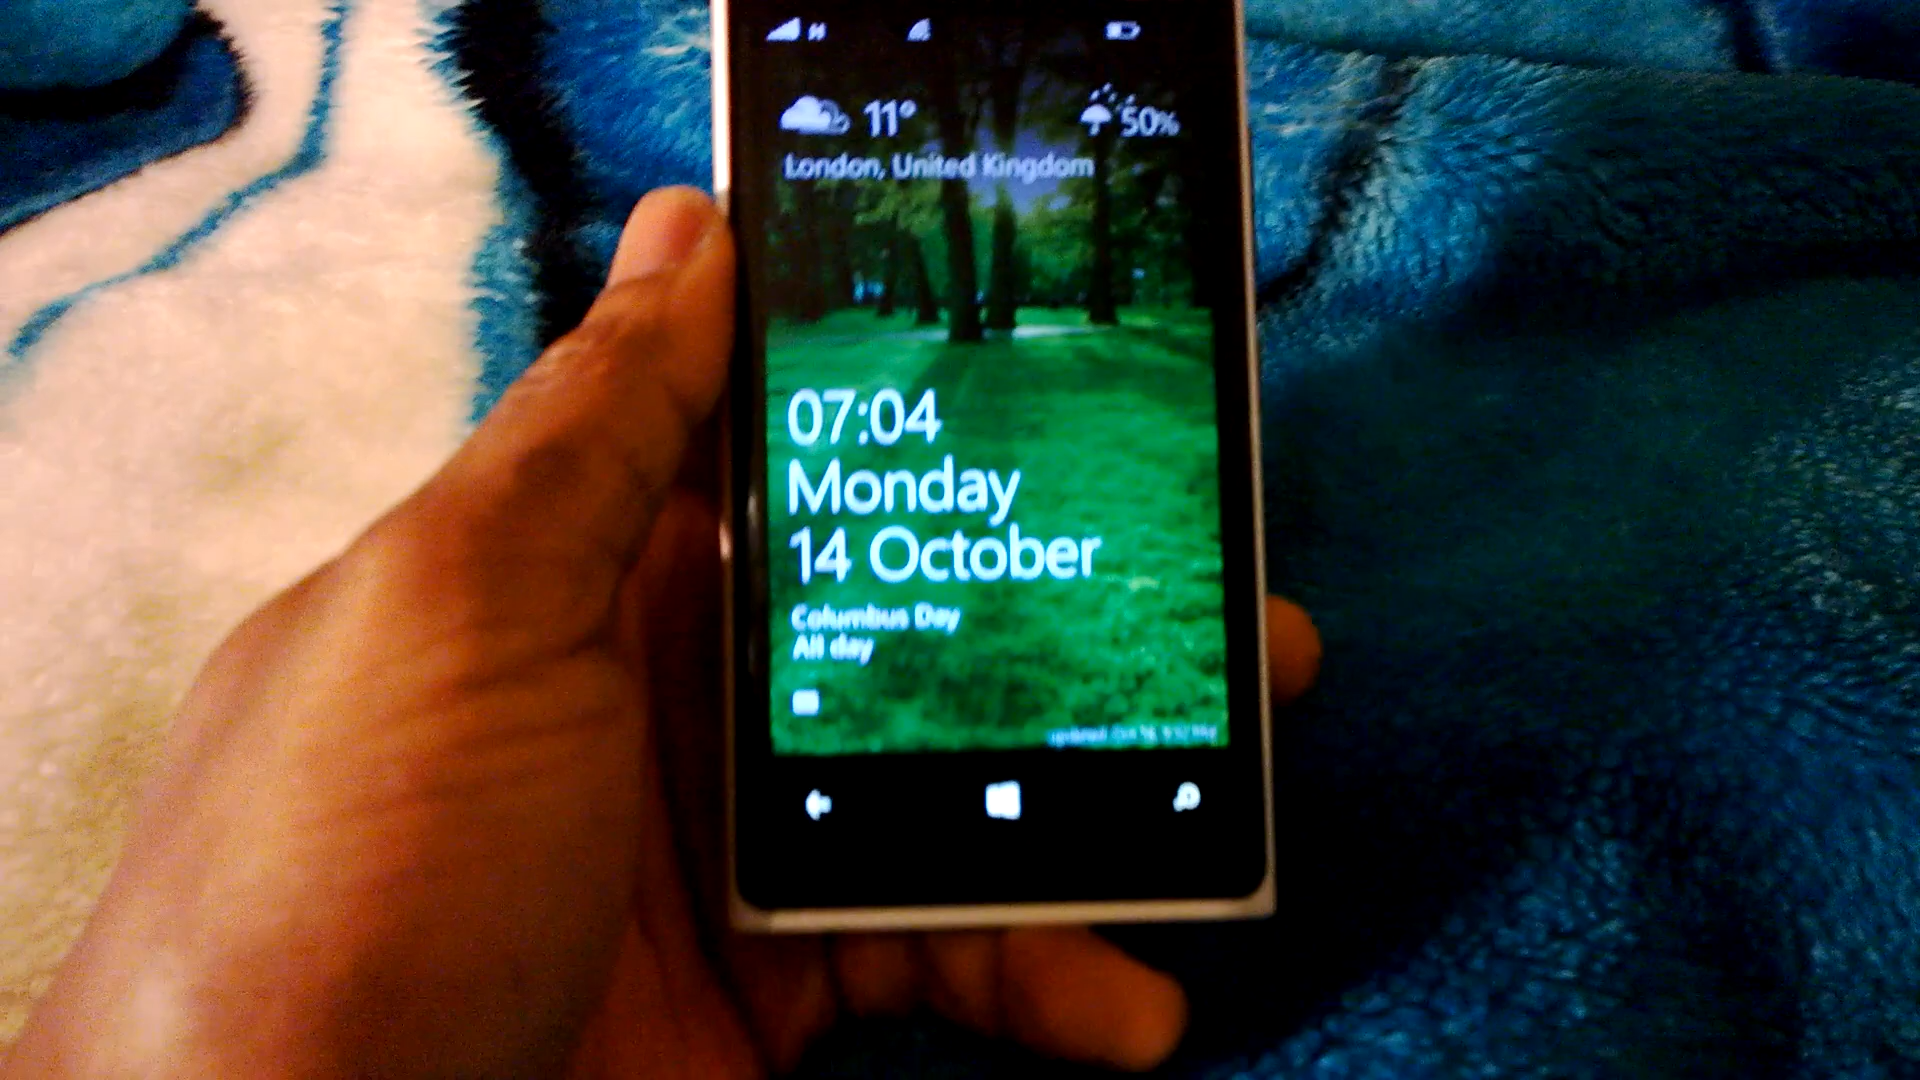 H
11° 50%
London, United Kingdom
07:04
Monday
14 October
Columbus Day
All day